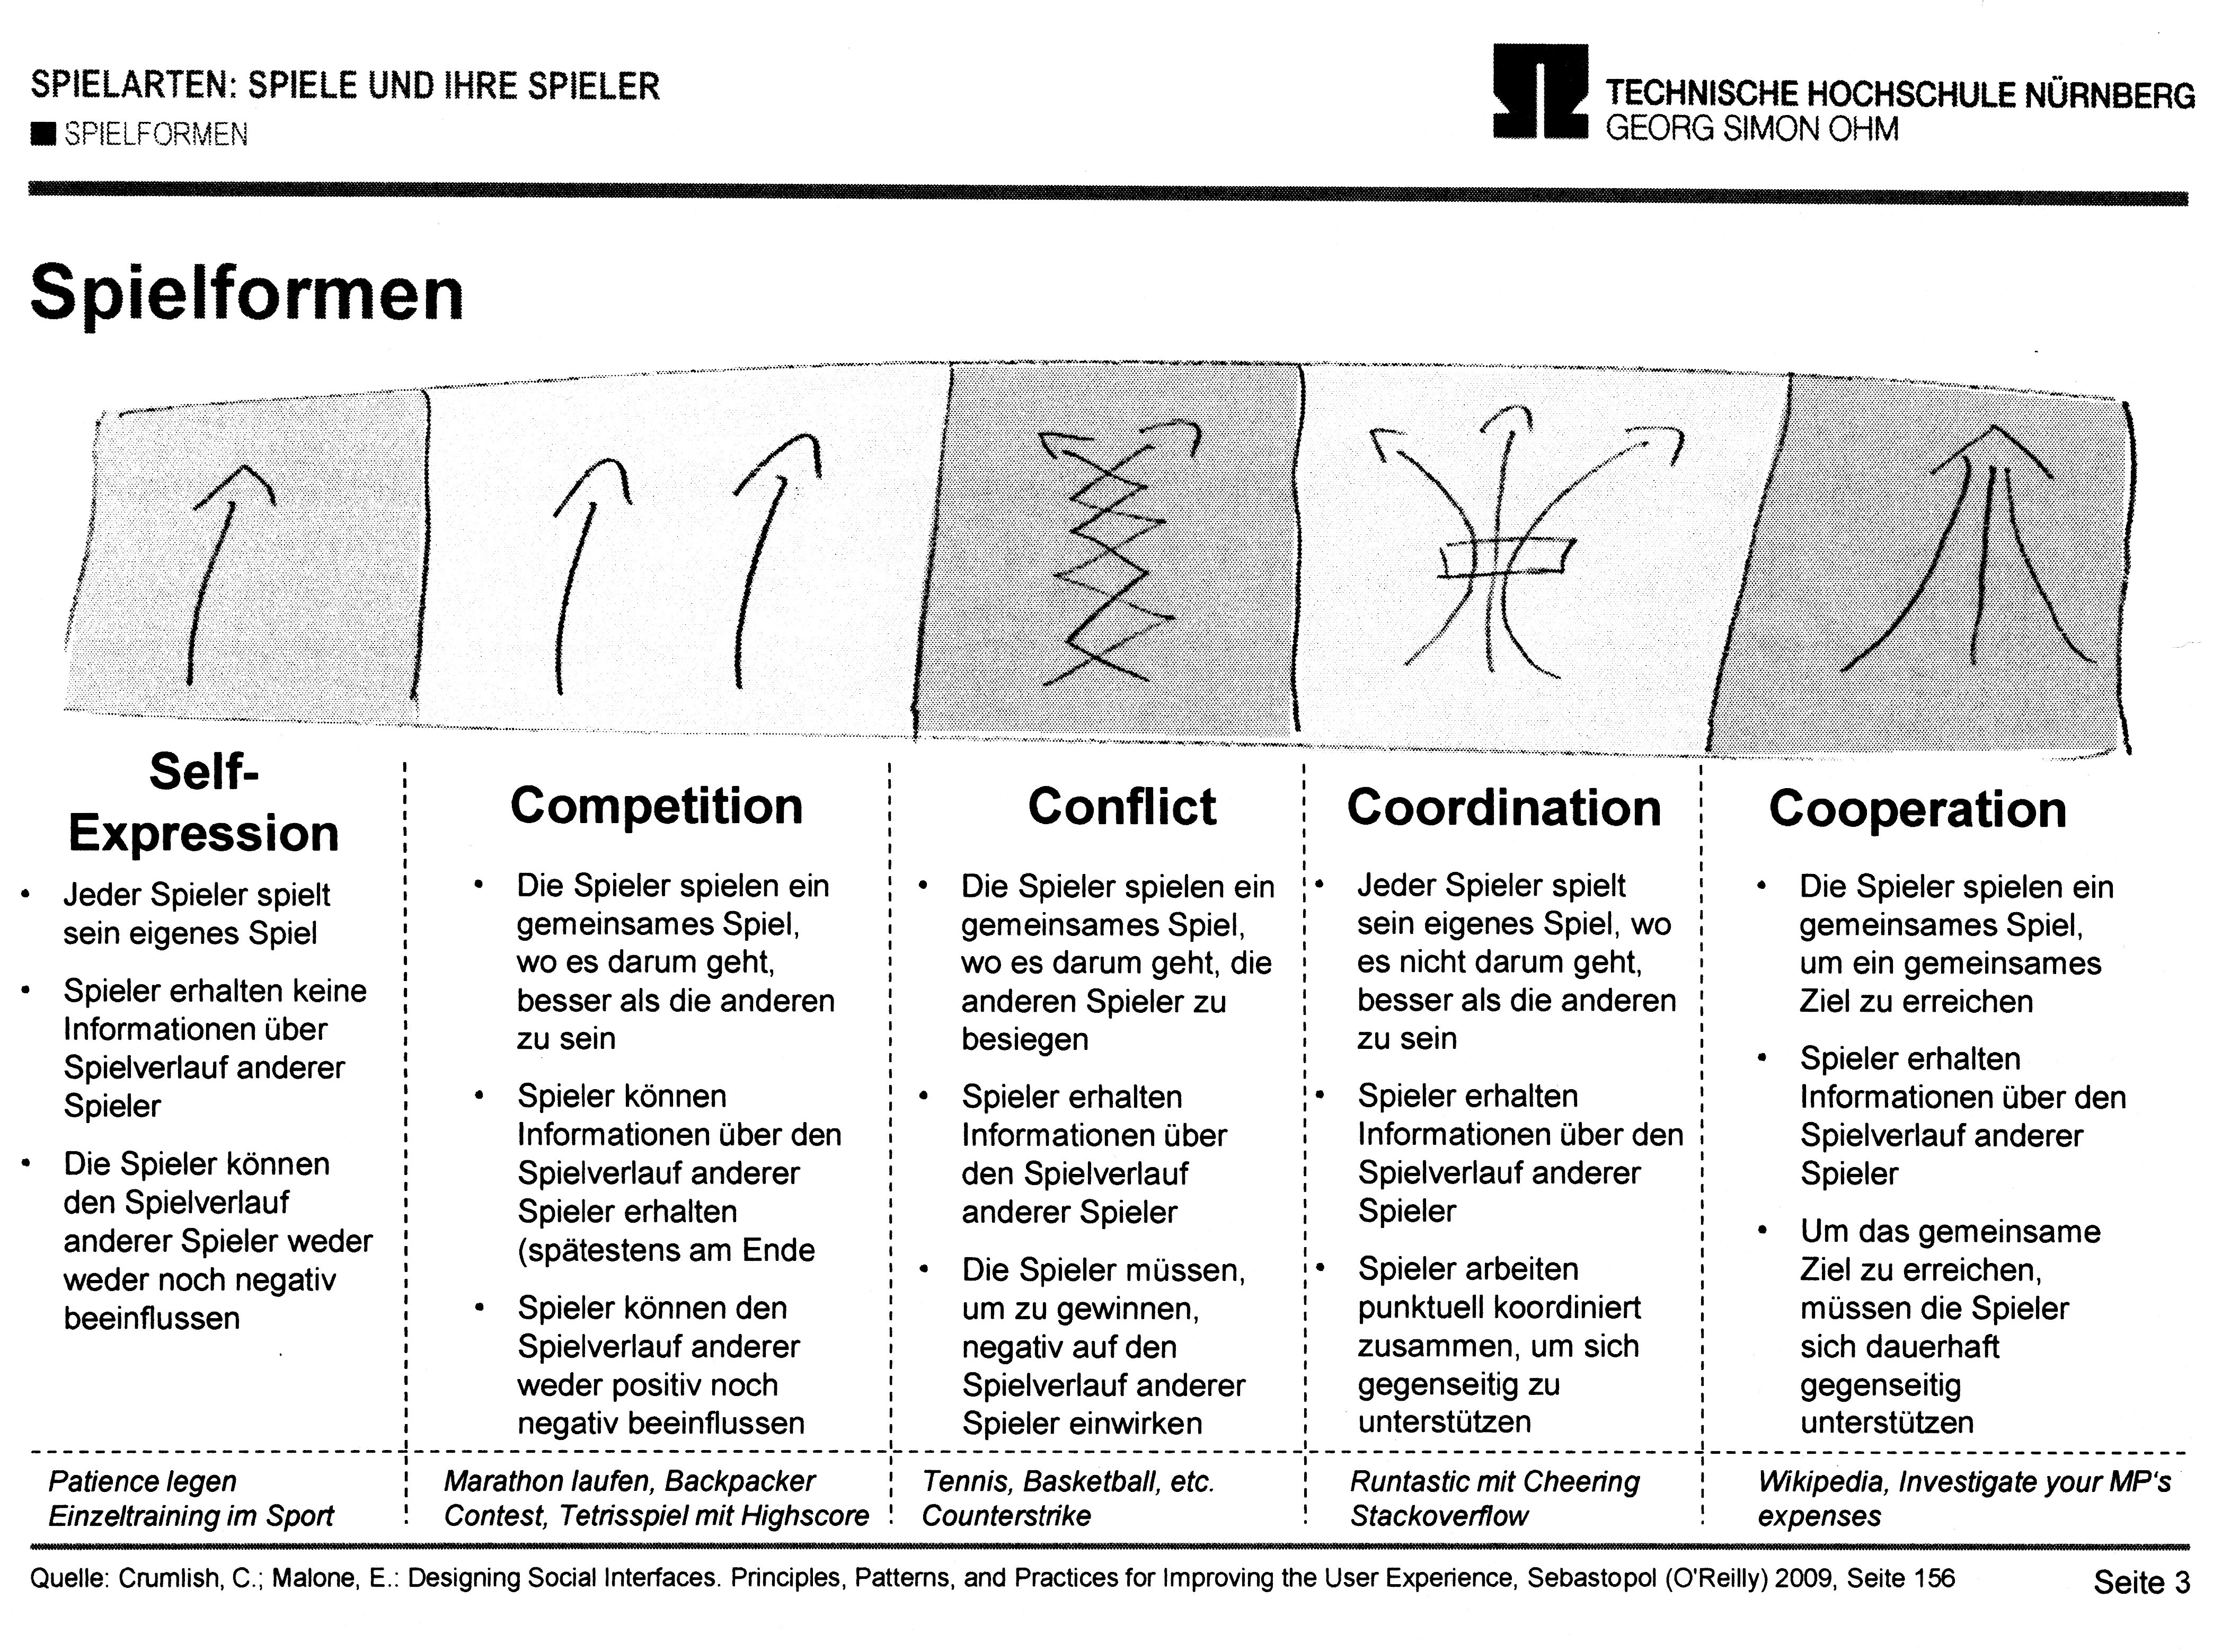 SPIELARTEN: SPIELE UND IHRE SPIELER
■ SPIELFORMEN
TECHNISCHE HOCHSCHULE NÜRNBERG
GEORG SIMON OHM
Spielformen
Self-
Expression
• Jeder Spieler spielt
sein eigenes Spiel
• Spieler erhalten keine
Informationen über
Spielverlauf anderer
Spieler
• Die Spieler können
den Spielverlauf
anderer Spieler weder
weder noch negativ
beeinflussen
Patience legen
Einzeltraining im Sport
Competition
• Die Spieler spielen ein
gemeinsames Spiel,
wo es darum geht,
besser als die anderen
zu sein
• Spieler können
Informationen über den
Spielverlauf anderer
Spieler erhalten
(spätestens am Ende
• Spieler können den
Spielverlauf anderer
weder positiv noch
negativ beeinflussen
Marathon laufen, Backpacker
Contest, Tetrisspiel mit Highscore
Conflict
• Die Spieler spielen ein
gemeinsames Spiel,
wo es darum geht, die
anderen Spieler zu
besiegen
• Spieler erhalten
Informationen über
den Spielverlauf
anderer Spieler
• Die Spieler müssen,
um zu gewinnen,
negativ auf den
Spielverlauf anderer
Spieler einwirken
Tennis, Basketball, etc.
Counterstrike
Coordination
• Jeder Spieler spielt
sein eigenes Spiel, wo
es nicht darum geht,
besser als die anderen
zu sein
• Spieler erhalten
Informationen über den
Spielverlauf anderer
Spieler
• Spieler arbeiten
punktuell koordiniert
zusammen, um sich
gegenseitig zu
unterstützen
Runtastic mit Cheering
Stackoverflow
Cooperation
• Die Spieler spielen ein
gemeinsames Spiel,
um ein gemeinsames
Ziel zu erreichen
• Spieler erhalten
Informationen über den
Spielverlauf anderer
Spieler
• Um das gemeinsame
Ziel zu erreichen,
müssen die Spieler
sich dauerhaft
gegenseitig
unterstützen
Wikipedia, Investigate your MP's
expenses
Quelle: Crumlish, C.; Malone, E.: Designing Social Interfaces. Principles, Patterns, and Practices for Improving the User Experience, Sebastopol (O'Reilly) 2009, Seite 156
Seite 3